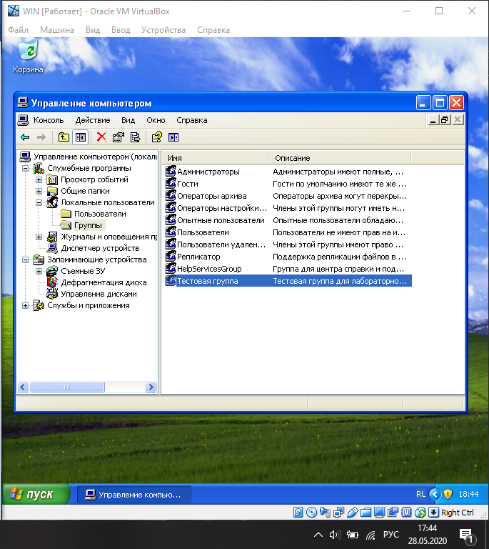 WIN [Работает] - Oracle VM VirtualBox
Файл Машина Вид Ввод Устройства Справка
Корзина
Управление компьютером
Консоль Действие Вид Окно Справка
Управление компьютером (локал
Служебные программы
Просмотр событий
Общие папки
Локальные пользователи
Пользователи
Группы
Журналы и оповещения п
Диспетчер устройств
Запоминающие устройства
Съемные ЗУ
Дефрагментация диска
Управление дисками
Службы и приложения
Имя Описание
Администраторы Администраторы имеют полные, ...
Гости Гости по умолчанию имеют те же ...
Операторы архива Операторы архива могут перекры...
Операторы настройки... Члены этой группы могут иметь н...
Опытные пользователи Опытные пользователи обладаю...
Пользователи Пользователи не имеют прав на и...
Пользователи удален... Члены этой группы имеют право ...
Репликатор Поддержка репликации файлов в ...
HelpServicesGroup Группа для центра справки и под...
Тестовая группа Тестовая группа для лабораторно...
пуск
Управление компью...
RL
18:44
Right Ctrl
РУС
17:44
28.05.2020
1